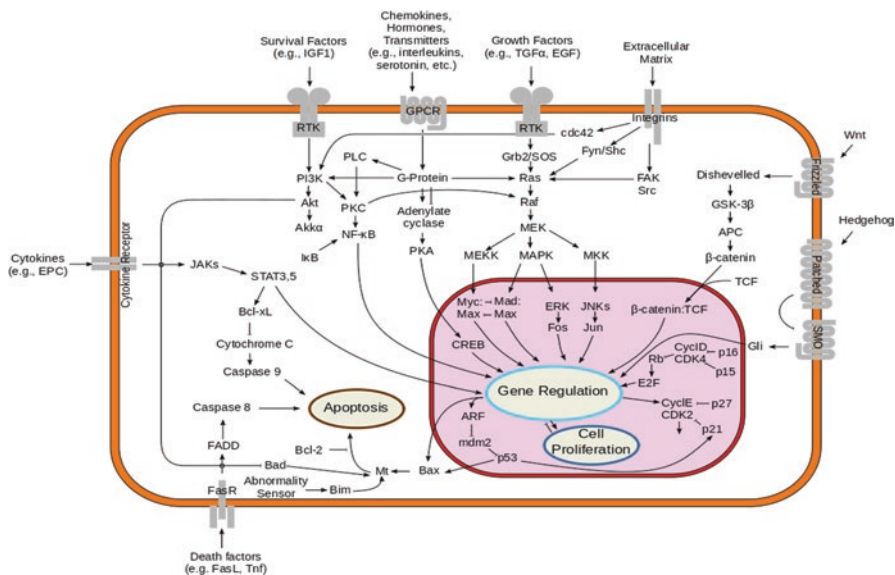 Chemokines,
Hormones,
Transmitters
(e.g., interleukins,
serotonin, etc.)
Survival Factors
(e.g., IGF1)
Growth Factors
(e.g., TGFα, EGF)
Extracellular
Matrix
RTK
GPCR
RTK
Integrins
cdc42
Wnt
PLC
Grb2/SOS
Fyn/Shc
Frizzled
PI3K
G-Protein
Ras
FAK
Src
Dishevelled
Akt
PKC
Adenylate
cyclase
Raf
GSK-3β
Akkα
NF-κB
MEK
APC
Hedgehog
IκB
PKA
MEKK
MAPK
MKK
β-catenin
Cytokines
(e.g., EPC)
Cytokine Receptor
JAKs
STAT3,5
TCF
Patched
Bcl-xL
Myc:
Mad:
Max
Max
ERK
JNKs
β-catenin:TCF
Cytochrome C
CREB
Fos
Jun
SMO
Gli
CyclD
p16
Rb
CDK4
p15
Caspase 9
Gene Regulation
E2F
Caspase 8
Apoptosis
ARF
CyclE
p27
CDK2
p21
FADD
Bcl-2
mdm2
Cell
Proliferation
p53
Bad
Mt
Bax
FasR
Abnormality
Sensor
Bim
Death factors
(e.g. FasL, Tnf)